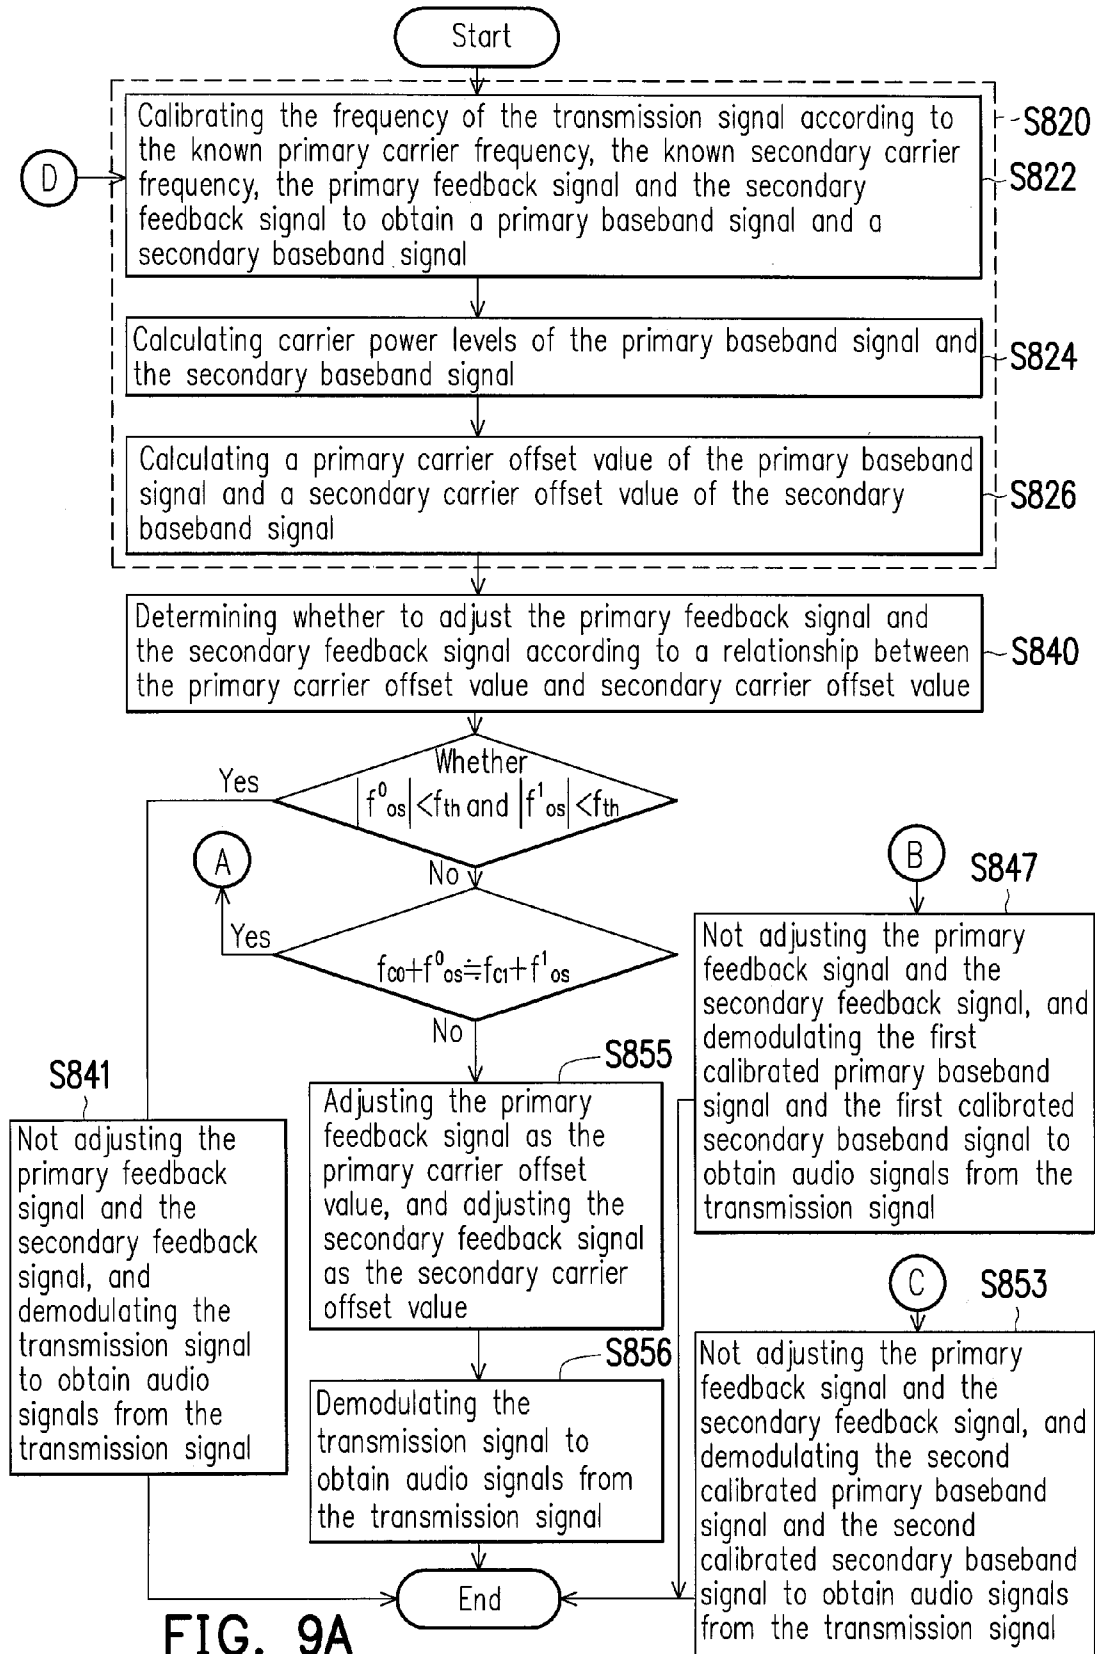 Start
Calibrating the frequency of the transmission signal according to
the known primary carrier frequency, the known secondary carrier
frequency, the primary feedback signal and the secondary
feedback signal to obtain a primary baseband signal and a
secondary baseband signal
S820
S822
D
Calculating carrier power levels of the primary baseband signal and
the secondary baseband signal
S824
Calculating a primary carrier offset value of the primary baseband
signal and a secondary carrier offset value of the secondary
baseband signal
S826
Determining whether to adjust the primary feedback signal and
the secondary feedback signal according to a relationship between
the primary carrier offset value and secondary carrier offset value
S840
Whether
|f⁰os|<fth and |f¹os|<fth
Yes
No
A
Yes
fc0+f⁰os≒fc1+f¹os
No
B
S847
Not adjusting the primary
feedback signal and the
secondary feedback signal, and
demodulating the first
calibrated primary baseband
signal and the first calibrated
secondary baseband signal to
obtain audio signals from the
transmission signal
S841
Not adjusting the
primary feedback
signal and the
secondary feedback
signal, and
demodulating the
transmission signal
to obtain audio
signals from the
transmission signal
S855
Adjusting the primary
feedback signal as the
primary carrier offset
value, and adjusting the
secondary feedback signal
as the secondary carrier
offset value
S856
Demodulating the
transmission signal to
obtain audio signals from
the transmission signal
C
S853
Not adjusting the primary
feedback signal and the
secondary feedback signal, and
demodulating the second
calibrated primary baseband
signal and the second
calibrated secondary baseband
signal to obtain audio signals
from the transmission signal
End
FIG. 9A